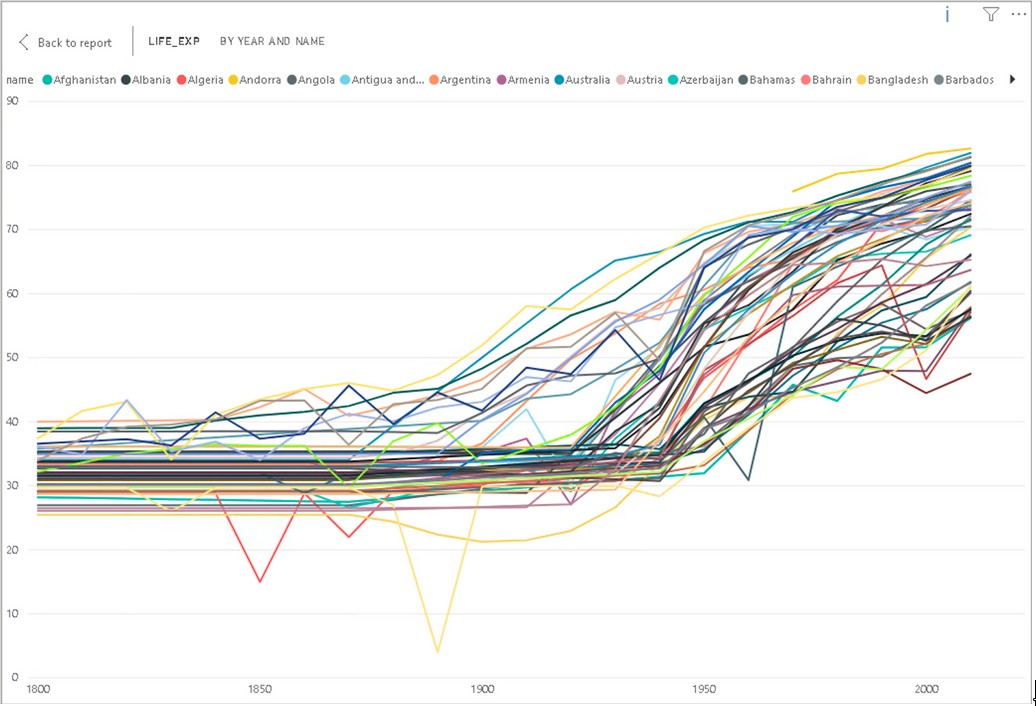 i
Back to report LIFE_EXP BY YEAR AND NAME
name Afghanistan Albania Algeria Andorra Angola Antigua and... Argentina Armenia Australia Austria Azerbaijan Bahamas Bahrain Bangladesh Barbados
90
80
70
60
50
40
30
20
10
0
1800 1850 1900 1950 2000